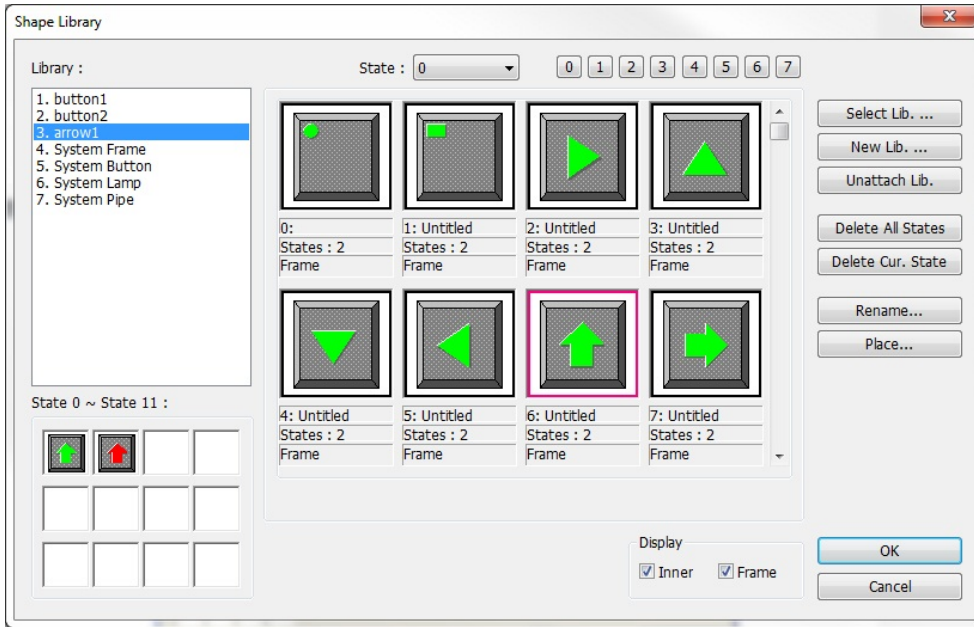 Shape Library
Library :
State : 0
0 1 2 3 4 5 6 7
1. button1
2. button2
3. arrow1
4. System Frame
5. System Button
6. System Lamp
7. System Pipe
0:
States : 2
Frame
1: Untitled
States : 2
Frame
2: Untitled
States : 2
Frame
3: Untitled
States : 2
Frame
4: Untitled
States : 2
Frame
5: Untitled
States : 2
Frame
6: Untitled
States : 2
Frame
7: Untitled
States : 2
Frame
Select Lib. ...
New Lib. ...
Unattach Lib.
Delete All States
Delete Cur. State
Rename...
Place...
State 0 ~ State 11 :
Display
Inner
Frame
OK
Cancel